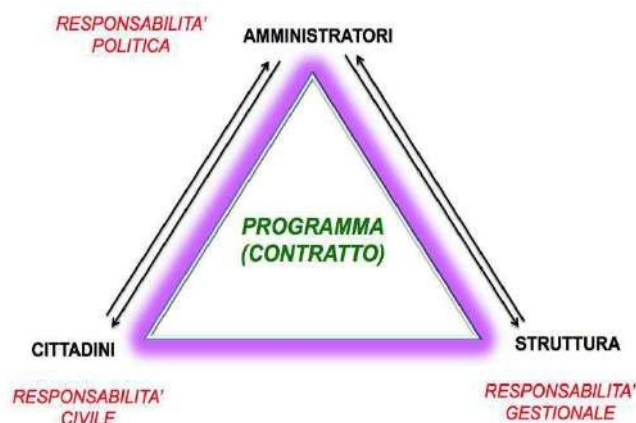 RESPONSABILITA'
POLITICA
AMMINISTRATORI
PROGRAMMA
(CONTRATTO)
CITTADINI
STRUTTURA
RESPONSABILITA'
CIVILE
RESPONSABILITA'
GESTIONALE